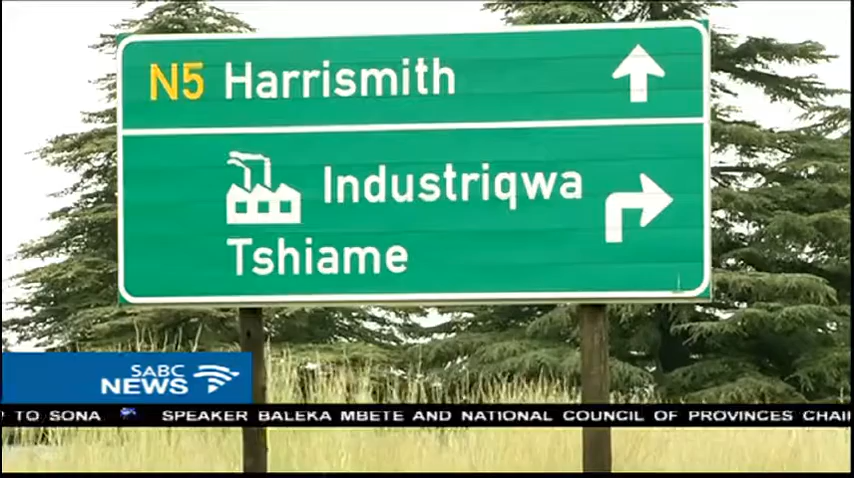 N5 Harrismith
Industriqwa
Tshiame
SABC
NEWS
TO SONA SPEAKER BALEKA MBETE AND NATIONAL COUNCIL OF PROVINCES